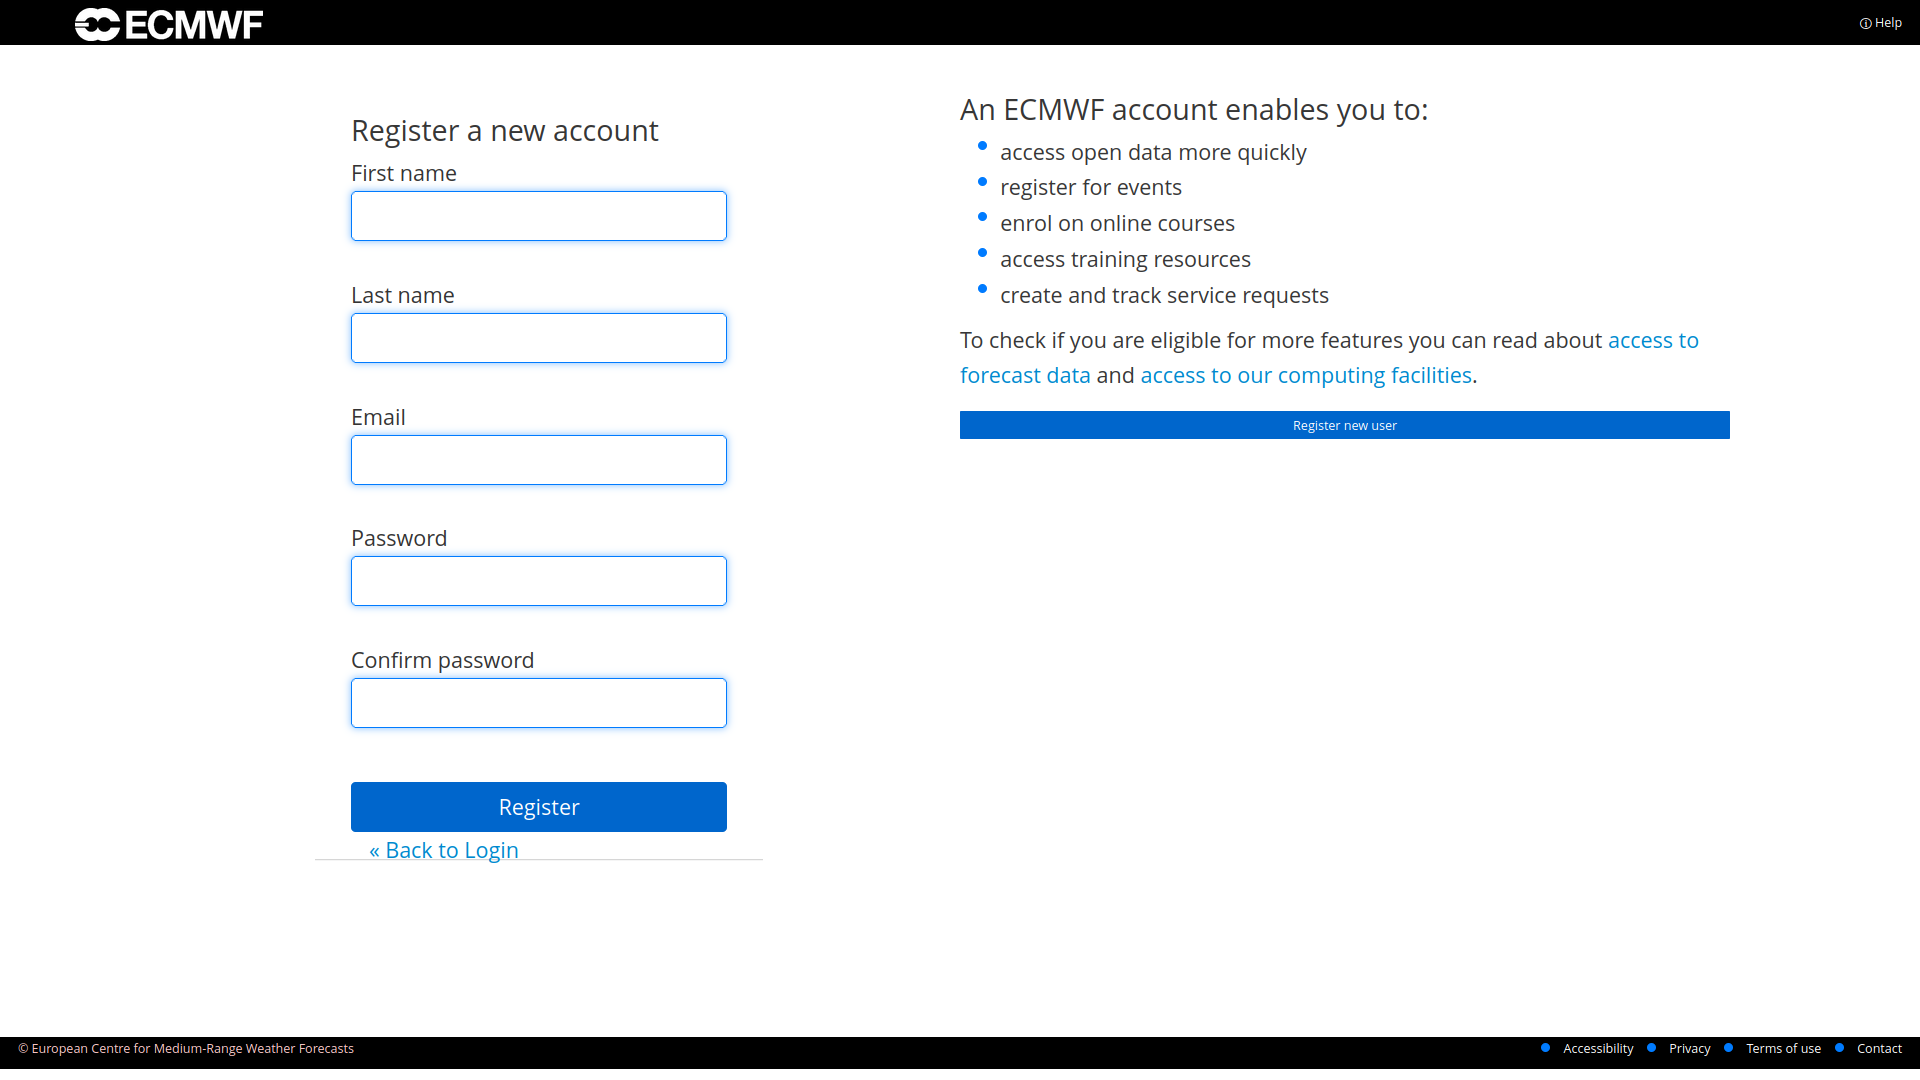 ECMWF
Help
Register a new account
First name
Last name
Email
Password
Confirm password
Register
« Back to Login
An ECMWF account enables you to:
access open data more quickly
register for events
enrol on online courses
access training resources
create and track service requests
To check if you are eligible for more features you can read about access to
forecast data and access to our computing facilities.
Register new user
© European Centre for Medium-Range Weather Forecasts
Accessibility Privacy Terms of use Contact